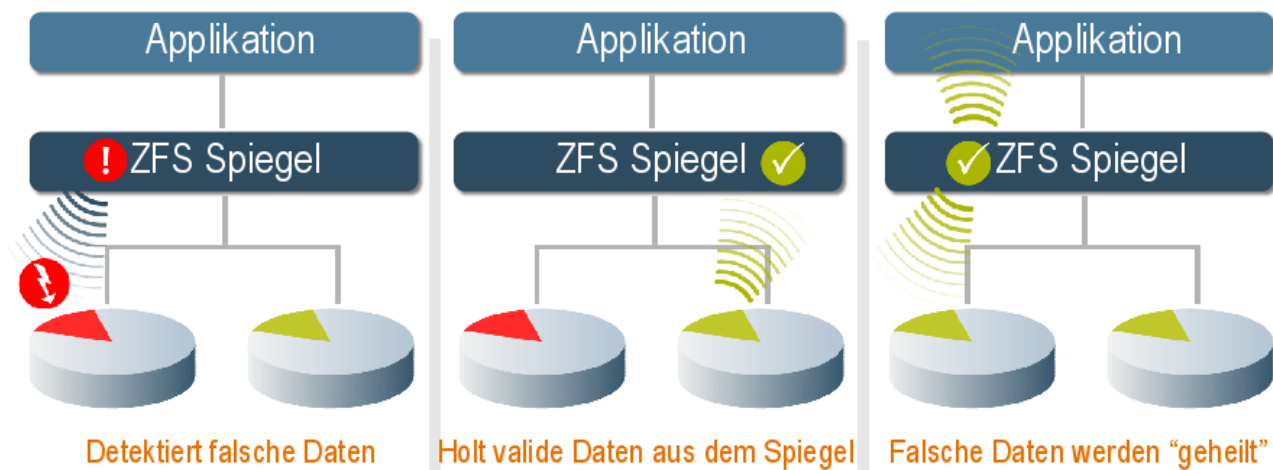 Applikation
ZFS Spiegel
Detektiert falsche Daten
Applikation
ZFS Spiegel
Holt valide Daten aus dem Spiegel
Applikation
ZFS Spiegel
Falsche Daten werden “geheilt”